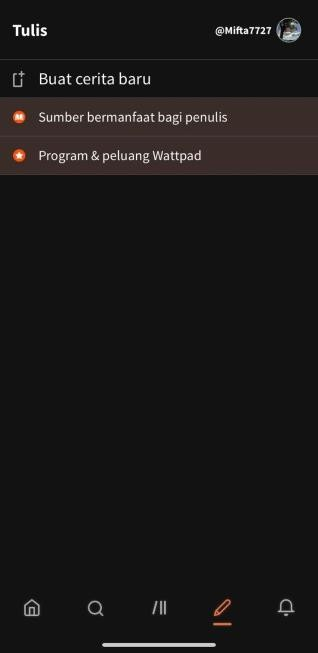 Tulis
@Mifta7727
Buat cerita baru
Sumber bermanfaat bagi penulis
Program & peluang Wattpad